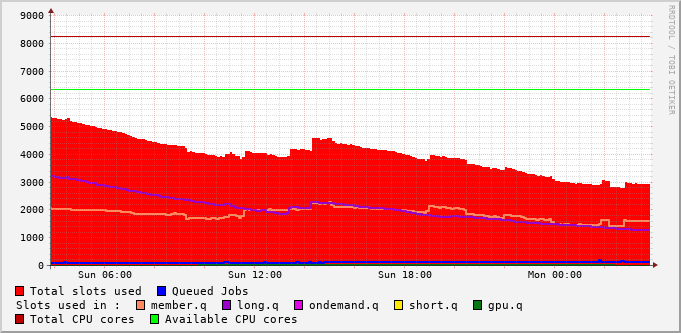 9000
8000
7000
6000
5000
4000
3000
2000
1000
0
Sun 06:00 Sun 12:00 Sun 18:00 Mon 00:00
Total slots used Queued Jobs
Slots used in : member.q long.q ondemand.q short.q gpu.q
Total CPU cores Available CPU cores
RRDTOOL / TOBI OETIKER